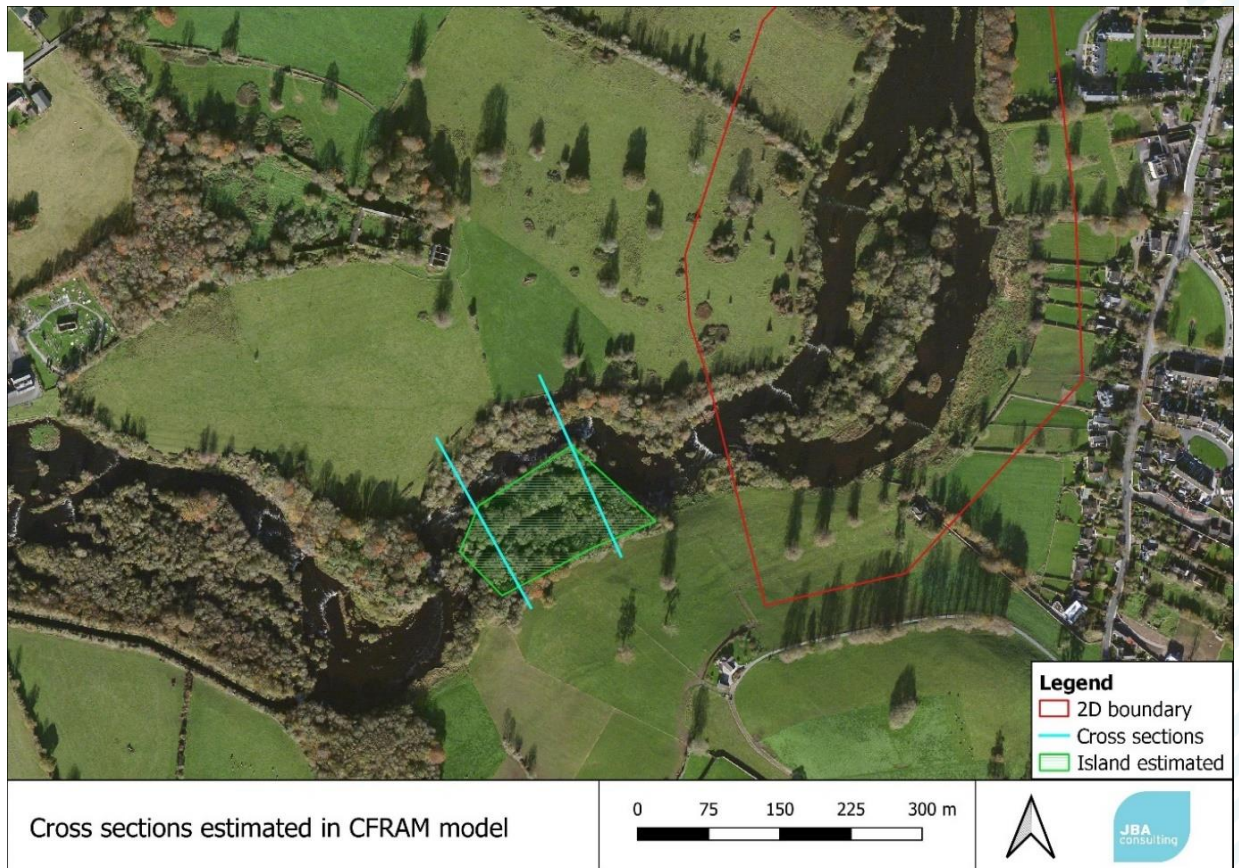 Legend
2D boundary
Cross sections
Island estimated
Cross sections estimated in CFRAM model
0 75 150 225 300 m
JBA
consulting